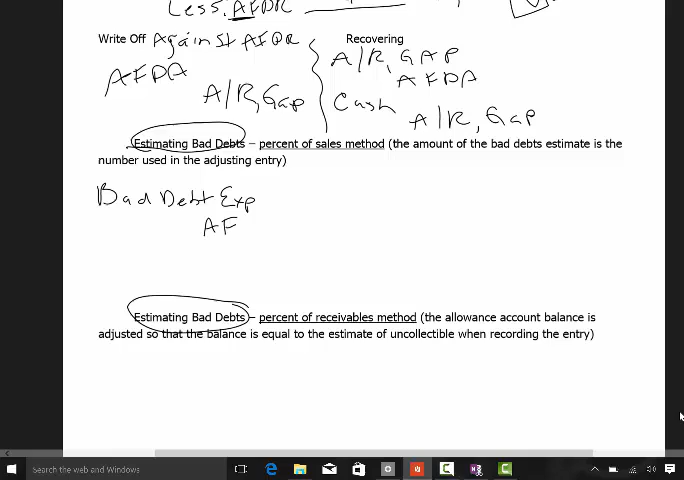 Less: AFDA
Write Off Against AFDA
Recovering
AFDA
A/R, Gap
A/R, GAP
AFDA
Cash
A/R, Gap
Estimating Bad Debts – percent of sales method (the amount of the bad debts estimate is the
number used in the adjusting entry)
Bad Debt Exp
AF
Estimating Bad Debts – percent of receivables method (the allowance account balance is
adjusted so that the balance is equal to the estimate of uncollectible when recording the entry)
Search the web and Windows